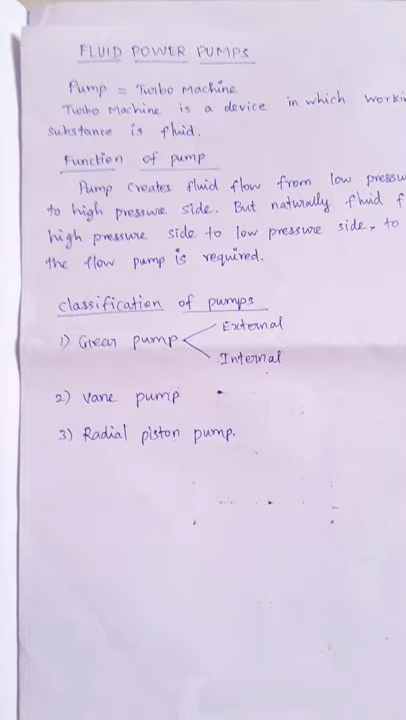 FLUID POWER PUMPS
Pump = Turbo Machine
Turbo Machine is a device in which
substance is fluid.
Function of pump
Pump creates fluid flow from low
to high pressure side. But naturally fluid
high pressure side to low pressure side, to
the flow pump is required.
Classification of pumps
External
1) Gear pump
Internal
2) Vane pump
3) Radial piston pump.